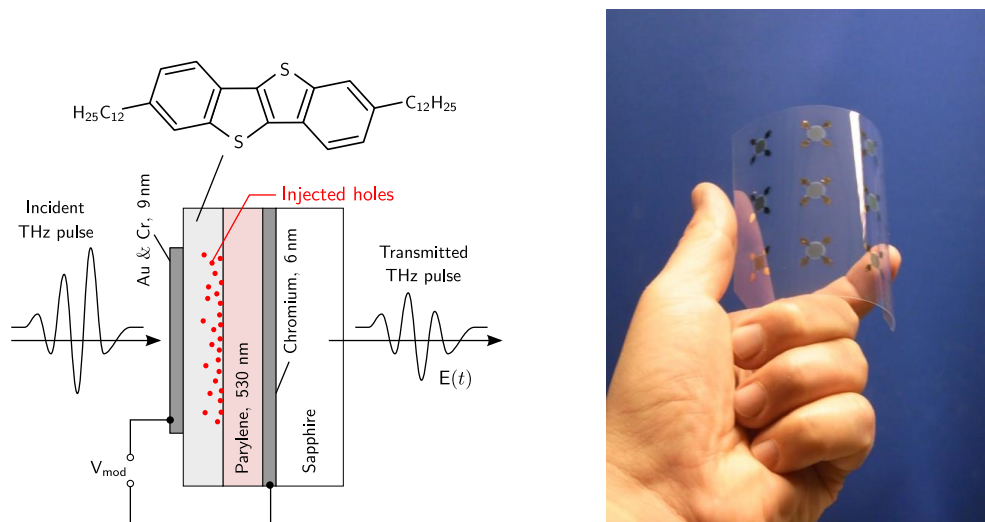 S
H25C12
C12H25
S
Injected holes
Incident
THz pulse
Au & Cr, 9 nm
Transmitted
THz pulse
Chromium, 6 nm
Parylene, 530 nm
Sapphire
E(t)
Vmod